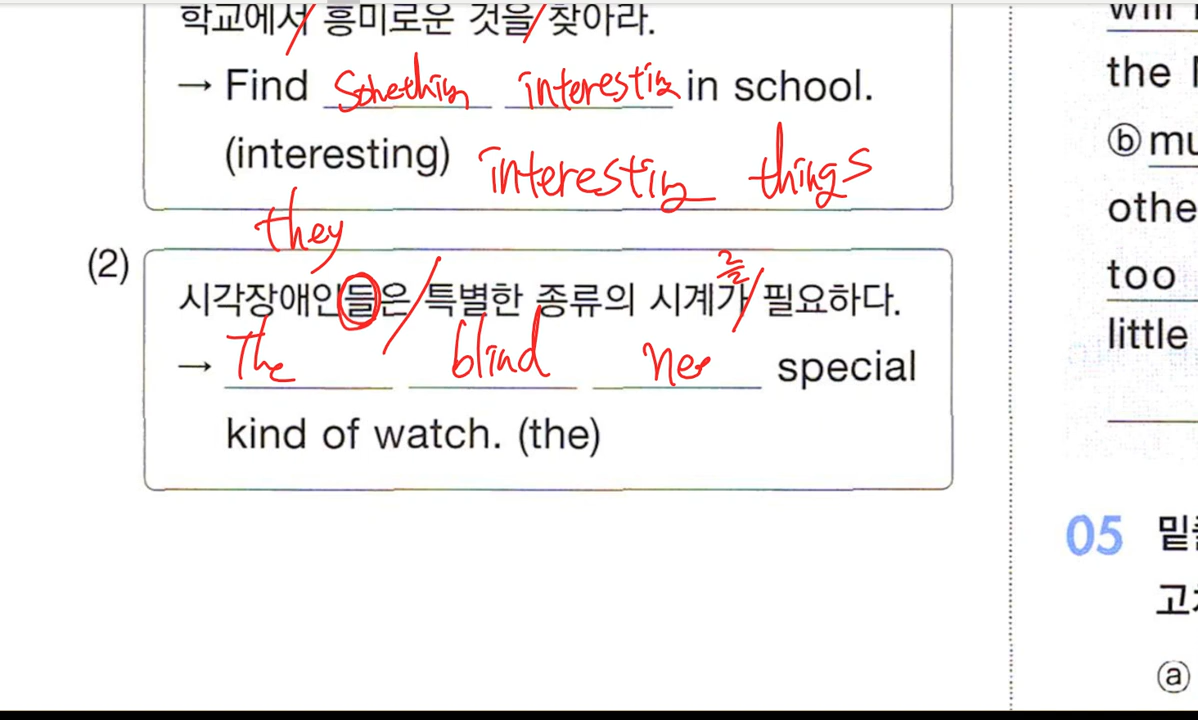 학교에서 흥미로운 것을 찾아라.
→ Find something interesting in school.
(interesting) interesting things
they
(2)
시각장애인들은 특별한 종류의 시계가 필요하다.
→ The blind nee special
kind of watch. (the)
will
the
ⓑ mu
othe
too
little
05
고
ⓐ